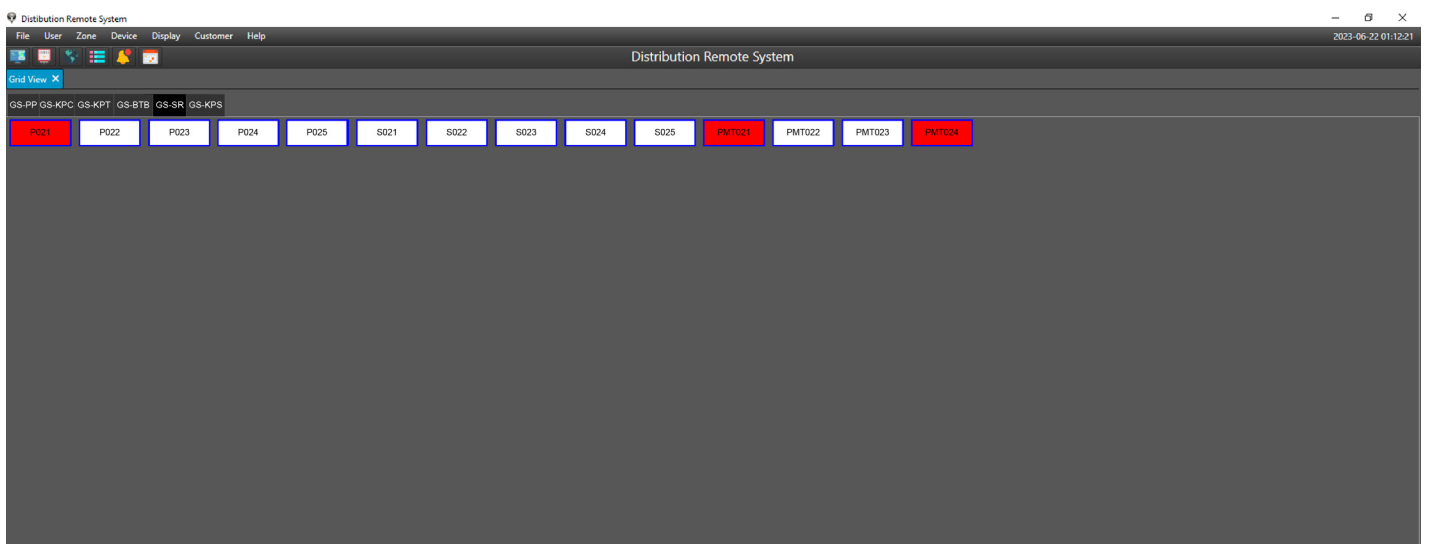 Distibution Remote System
File User Zone Device Display Customer Help 2023-06-22 01:12:21
Distribution Remote System
Grid View X
GS-PP GS-KPC GS-KPT GS-BTB GS-SR GS-KPS
P021 P022 P023 P024 P025 S021 S022 S023 S024 S025 PMT021 PMT022 PMT023 PMT024